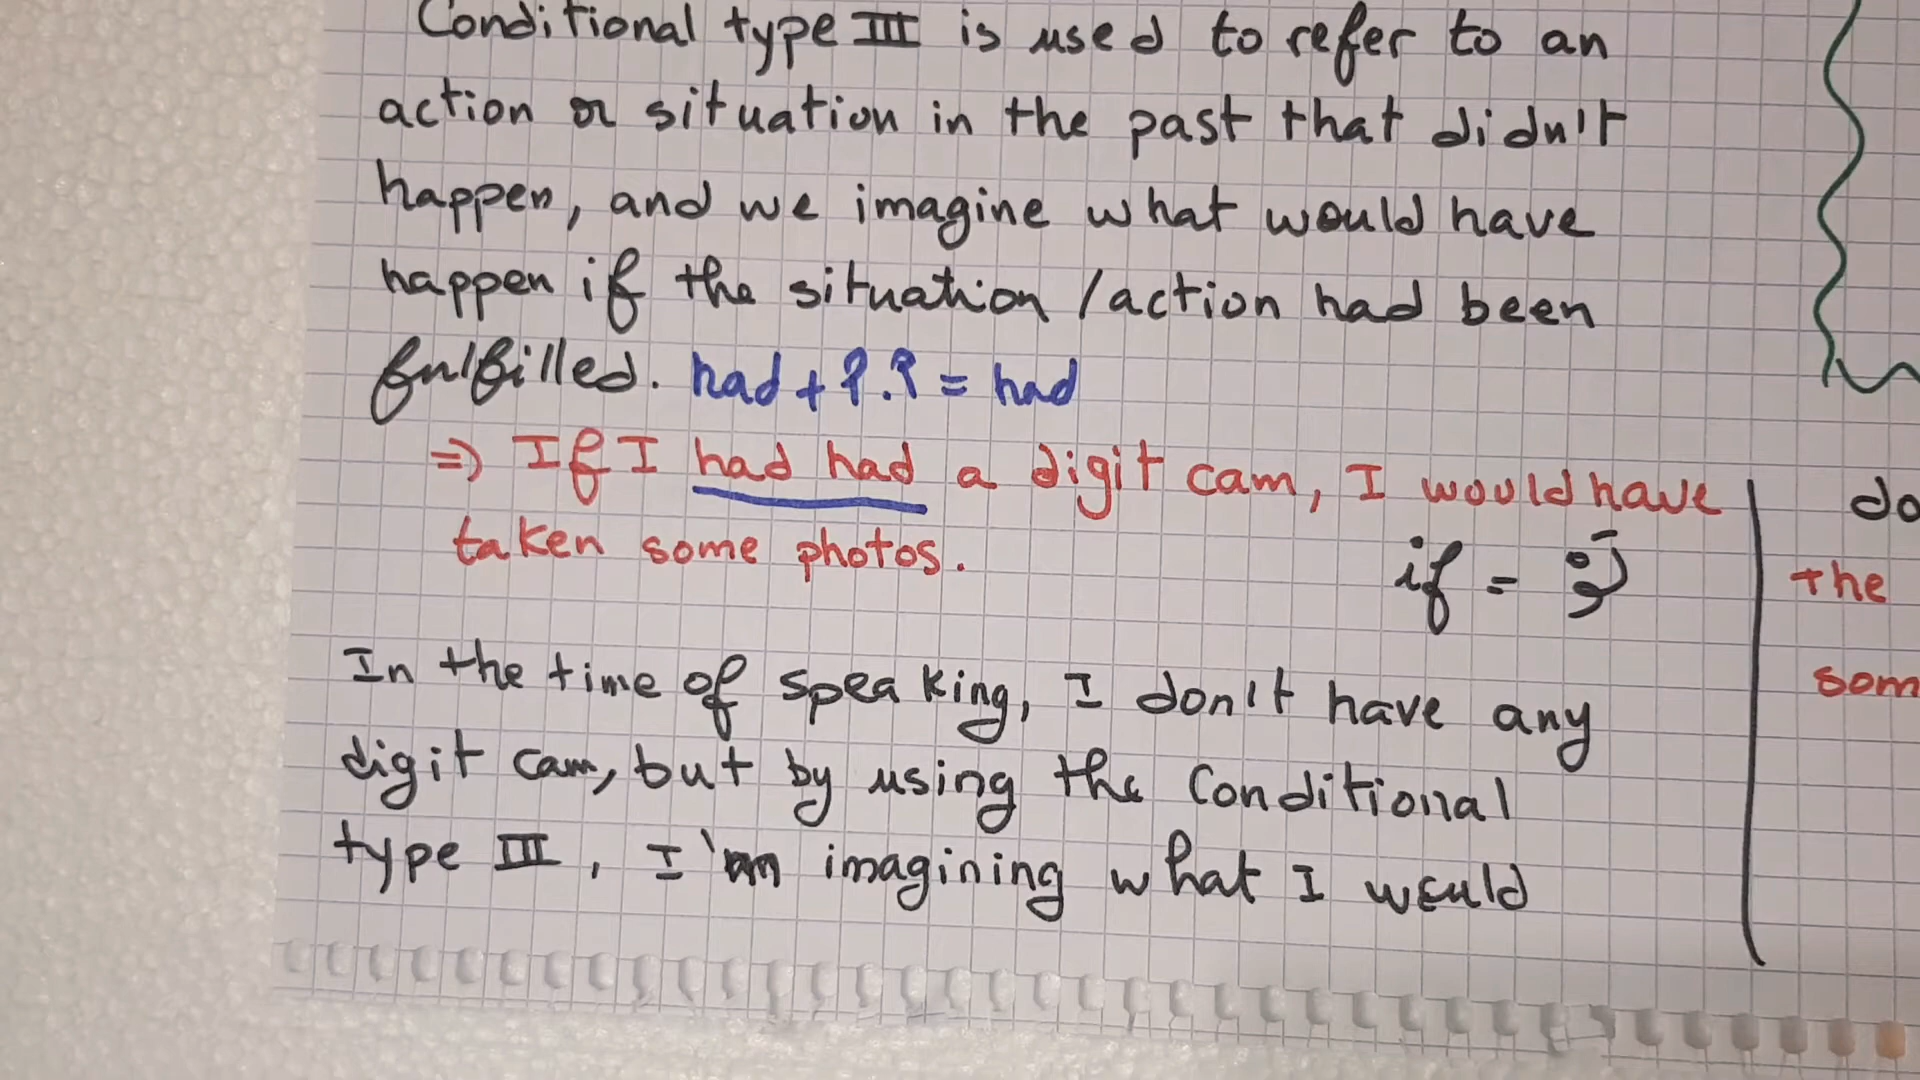 Conditional type III is used to refer to an
action or situation in the past that didn't
happen, and we imagine what would have
happen if the situation / action had been
fulfilled. had + P.P = had
=> If I had had a digit cam, I would have
taken some photos.
if = لو
In the time of speaking, I don't have any
digit cam, but by using the Conditional
type III, I'm imagining what I would
do
the
som